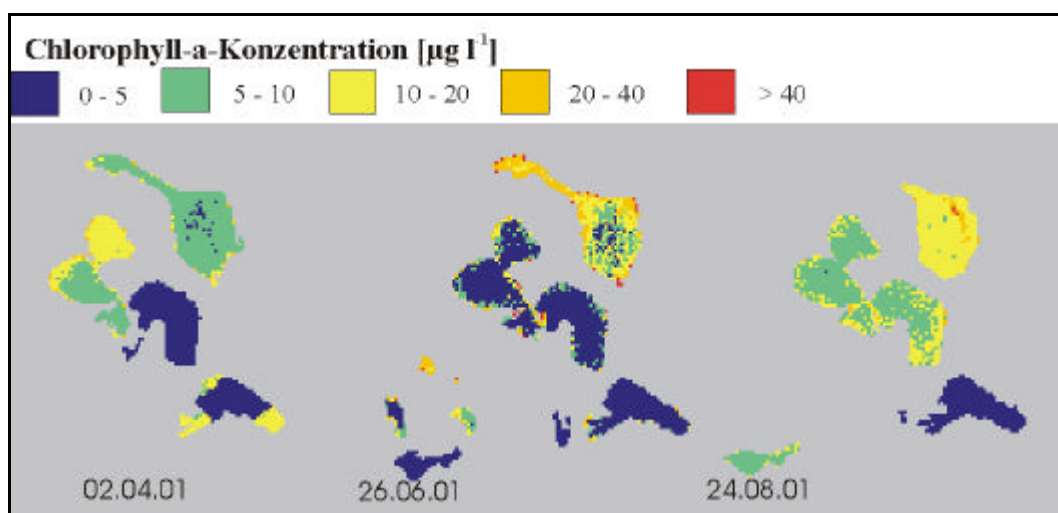 Chlorophyll-a-Konzentration [µg l⁻¹]
0 - 5 5 - 10 10 - 20 20 - 40 > 40
02.04.01 26.06.01 24.08.01